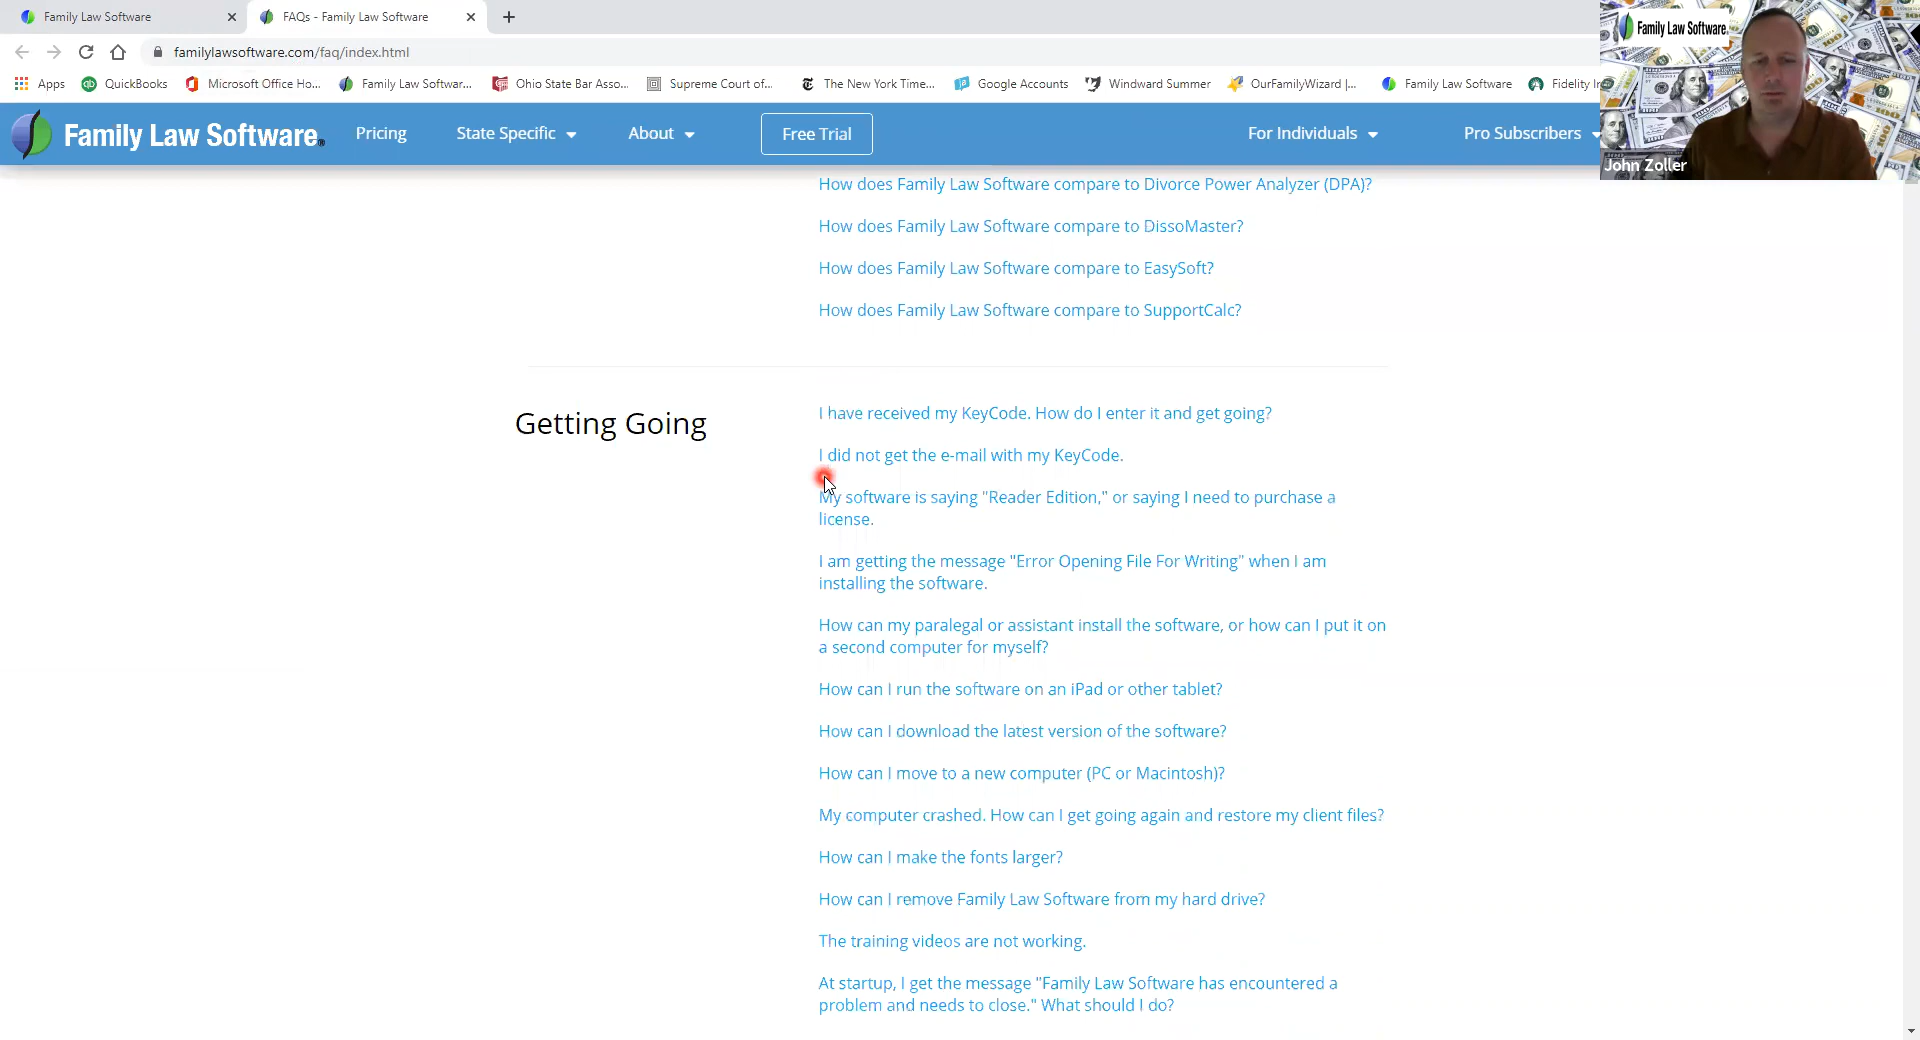 Family Law Software
FAQs - Family Law Software
familylawsoftware.com/faq/index.html
Apps
QuickBooks
Microsoft Office Ho...
Family Law Softwar...
Ohio State Bar Asso...
Supreme Court of...
The New York Time...
Google Accounts
Windward Summer
OurFamilyWizard |...
Family Law Software
Fidelity
Family Law Software
Pricing
State Specific
About
Free Trial
For Individuals
Pro Subscribers
Family Law Software
John Zoller
How does Family Law Software compare to Divorce Power Analyzer (DPA)?
How does Family Law Software compare to DissoMaster?
How does Family Law Software compare to EasySoft?
How does Family Law Software compare to SupportCalc?
Getting Going
I have received my KeyCode. How do I enter it and get going?
I did not get the e-mail with my KeyCode.
My software is saying "Reader Edition," or saying I need to purchase a
license.
I am getting the message "Error Opening File For Writing" when I am
installing the software.
How can my paralegal or assistant install the software, or how can I put it on
a second computer for myself?
How can I run the software on an iPad or other tablet?
How can I download the latest version of the software?
How can I move to a new computer (PC or Macintosh)?
My computer crashed. How can I get going again and restore my client files?
How can I make the fonts larger?
How can I remove Family Law Software from my hard drive?
The training videos are not working.
At startup, I get the message "Family Law Software has encountered a
problem and needs to close." What should I do?